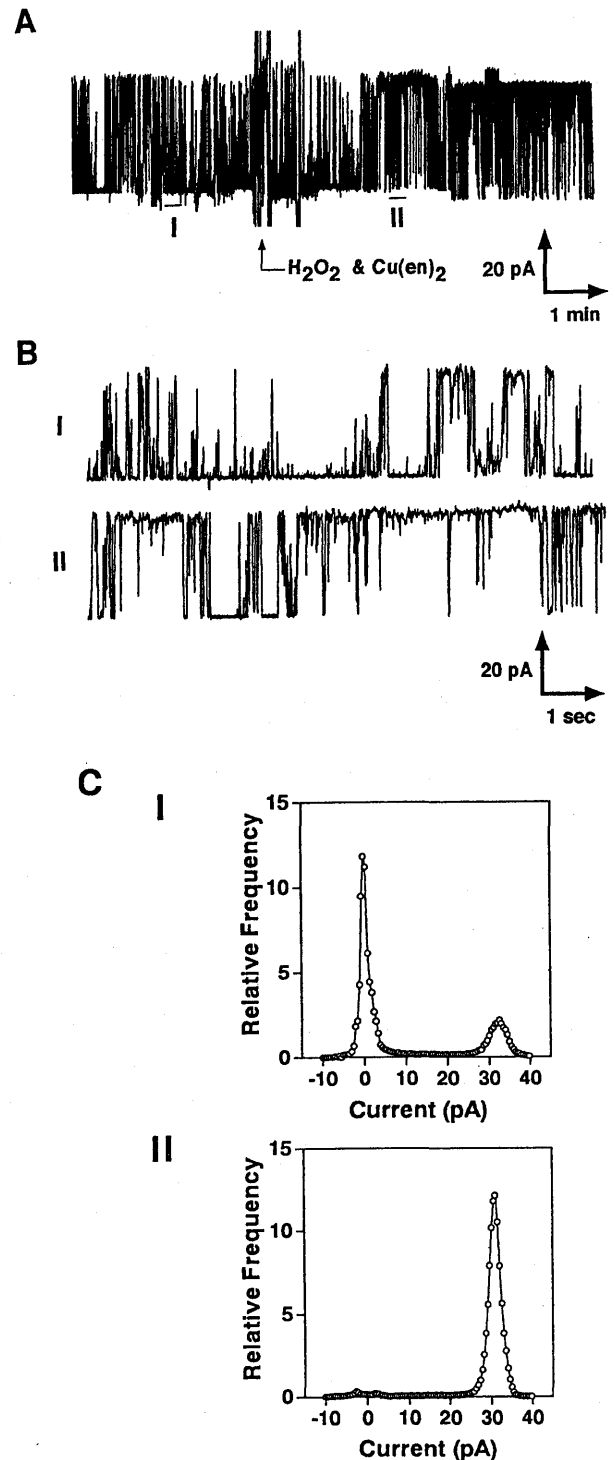 A
I
II
H₂O₂ & Cu(en)₂
20 pA
1 min
B
I
II
20 pA
1 sec
C
I
Relative Frequency
15
10
5
0
-10 0 10 20 30 40
Current (pA)
II
Relative Frequency
15
10
5
0
-10 0 10 20 30 40
Current (pA)